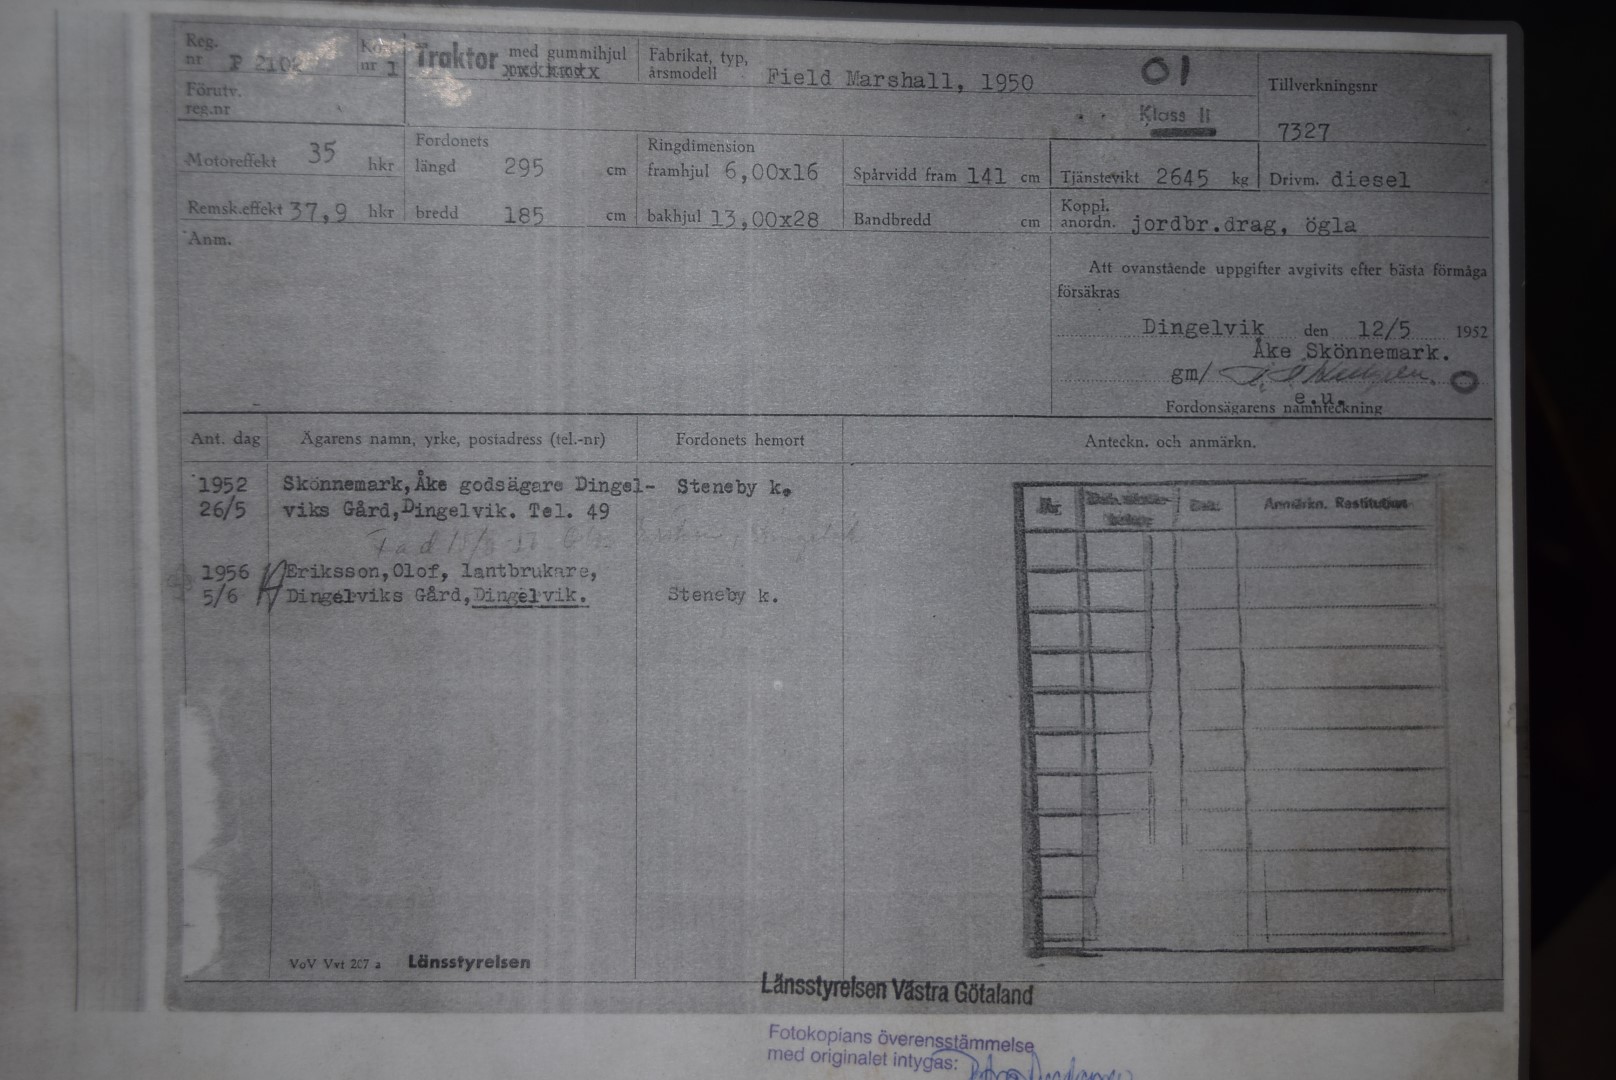 Reg. nr P 2102 Kort nr 1 Traktor med gummihjul
Fabrikat, typ, årsmodell Field Marshall, 1950
01
Klass II
Tillverkningsnr
7327
Förutv. reg.nr
Motoreffekt 35 hkr
Fordonets längd 295 cm
Ringdimension framhjul 6,00x16
Spårvidd fram 141 cm
Tjänstevikt 2645 kg
Drivm. diesel
Remsk.effekt 37,9 hkr
bredd 185 cm
bakhjul 13,00x28
Bandbredd cm
Koppl. anordn. jordbr.drag, ögla
Anm.
Att ovanstående uppgifter avgivits efter bästa förmåga
försäkras
Dingelvik den 12/5 1952
Åke Skönnemark.
gm/
e.u.
Fordonsägarens namnteckning
Ant. dag Ägarens namn, yrke, postadress (tel.-nr) Fordonets hemort Anteckn. och anmärkn.
1952 Skönnemark,Åke godsägare Dingel- Steneby k.
26/5 viks Gård,Dingelvik. Tel. 49
1956 Eriksson,Olof, lantbrukare,
5/6 Dingelviks Gård,Dingelvik. Steneby k.
Nr Dat. Anmärkn. Restitution
VoV Vvt 207 a Länsstyrelsen
Länsstyrelsen Västra Götaland
Fotokopians överensstämmelse
med originalet intygas: